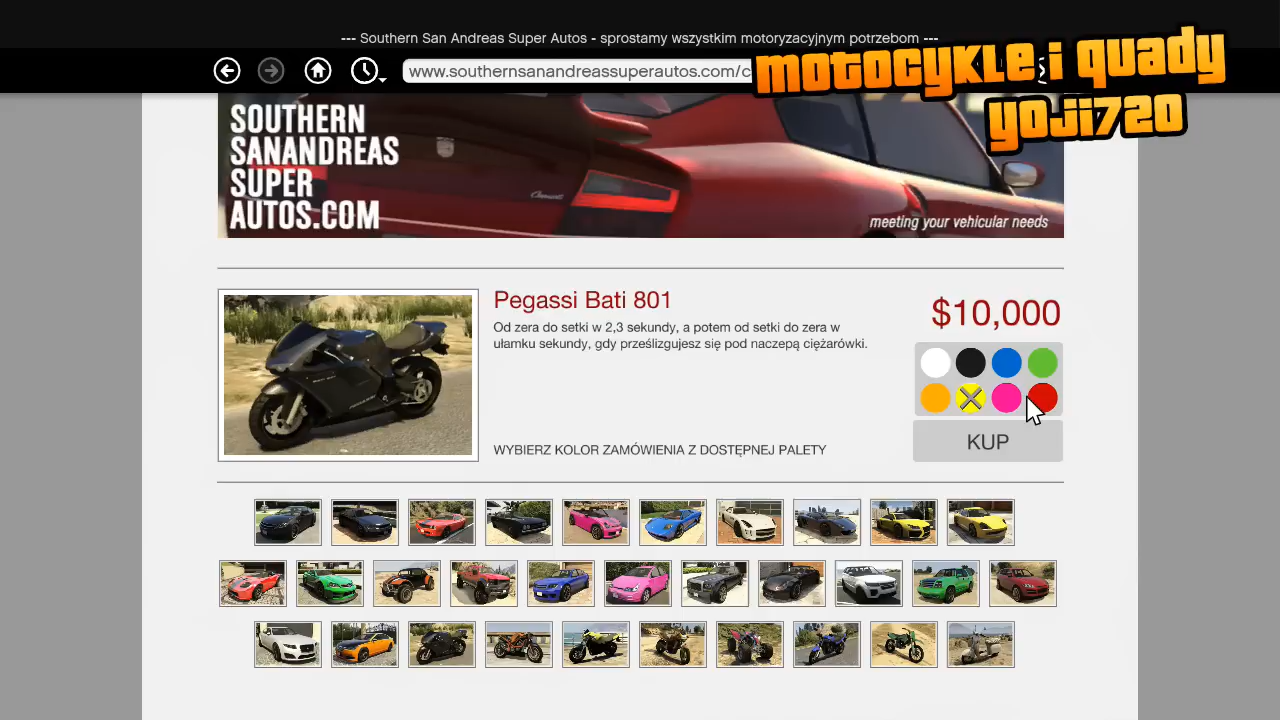 --- Southern San Andreas Super Autos - sprostamy wszystkim motoryzacyjnym potrzebom ---
www.southernsanandreassuperautos.com/c
motocykle i quady
yoji720
SOUTHERN
SANANDREAS
SUPER
AUTOS.COM
meeting your vehicular needs
Pegassi Bati 801
$10,000
Od zera do setki w 2,3 sekundy, a potem od setki do zera w
ułamku sekundy, gdy prześlizgujesz się pod naczepą ciężarówki.
WYBIERZ KOLOR ZAMÓWIENIA Z DOSTĘPNEJ PALETY
KUP